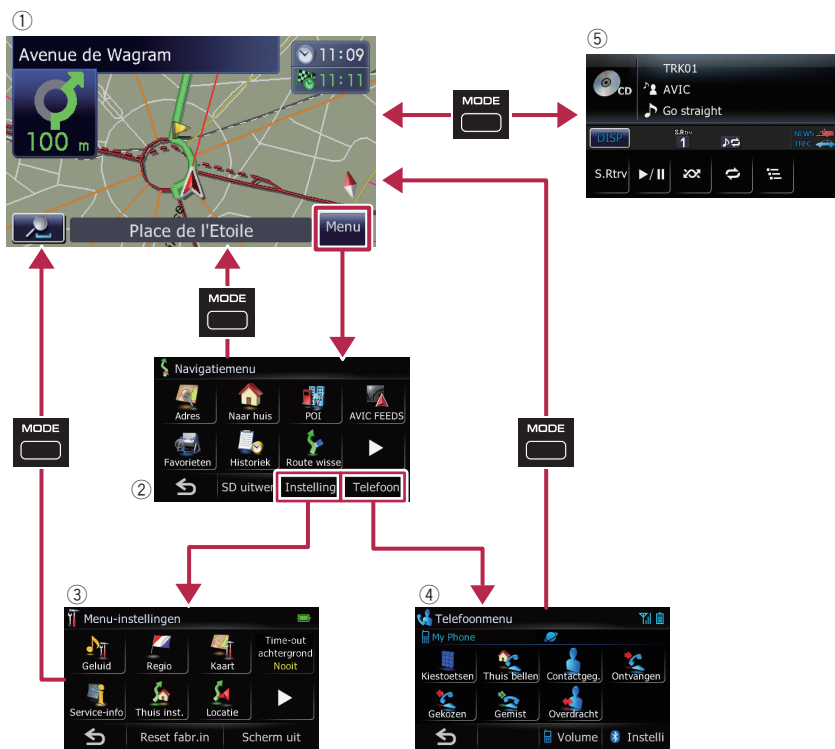 ①
Avenue de Wagram
11:09
11:11
100 m
Place de l'Etoile
Menu
MODE
⑤
CD
TRK01
AVIC
Go straight
DISP
S.Rtrv
1
NEWS
TRFC
S.Rtrv
MODE
Navigatiemenu
Adres
Naar huis
POI
AVIC FEEDS
Favorieten
Historiek
Route wisse
②
SD uitwer
Instelling
Telefoon
MODE
MODE
③
Menu-instellingen
Geluid
Regio
Kaart
Time-out
achtergrond
Nooit
Service-info
Thuis inst.
Locatie
Reset fabr.in
Scherm uit
④
Telefoonmenu
My Phone
Kiestoetsen
Thuis bellen
Contactgeg.
Ontvangen
Gekozen
Gemist
Overdracht
Volume
Instelli